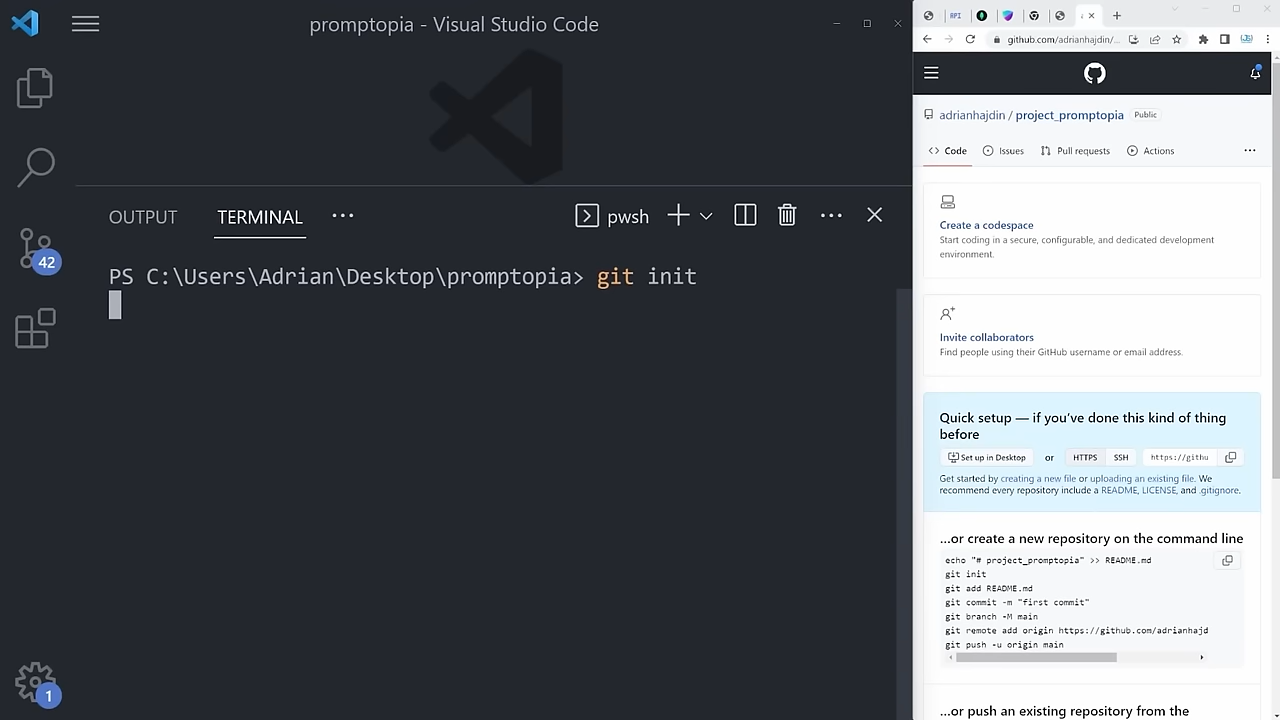 promptopia - Visual Studio Code
42
1
OUTPUT
TERMINAL
pwsh
PS C:\Users\Adrian\Desktop\promptopia> git init
API
github.com/adrianhajdin/...
adrianhajdin / project_promptopia Public
Code
Issues
Pull requests
Actions
Create a codespace
Start coding in a secure, configurable, and dedicated development
environment.
Invite collaborators
Find people using their GitHub username or email address.
Quick setup — if you've done this kind of thing
before
Set up in Desktop or HTTPS SSH https://githu
Get started by creating a new file or uploading an existing file. We
recommend every repository include a README, LICENSE, and .gitignore.
...or create a new repository on the command line
echo "# project_promptopia" >> README.md
git init
git add README.md
git commit -m "first commit"
git branch -M main
git remote add origin https://github.com/adrianhajd
git push -u origin main
...or push an existing repository from the